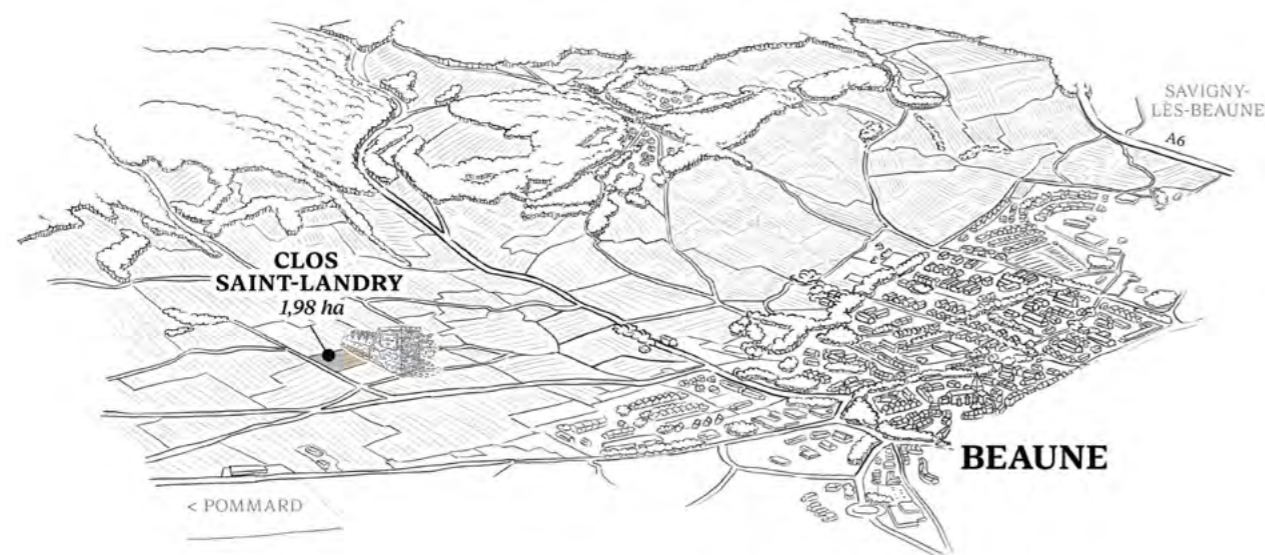 SAVIGNY-
LÈS-BEAUNE
A6
CLOS
SAINT-LANDRY
1,98 ha
BEAUNE
< POMMARD